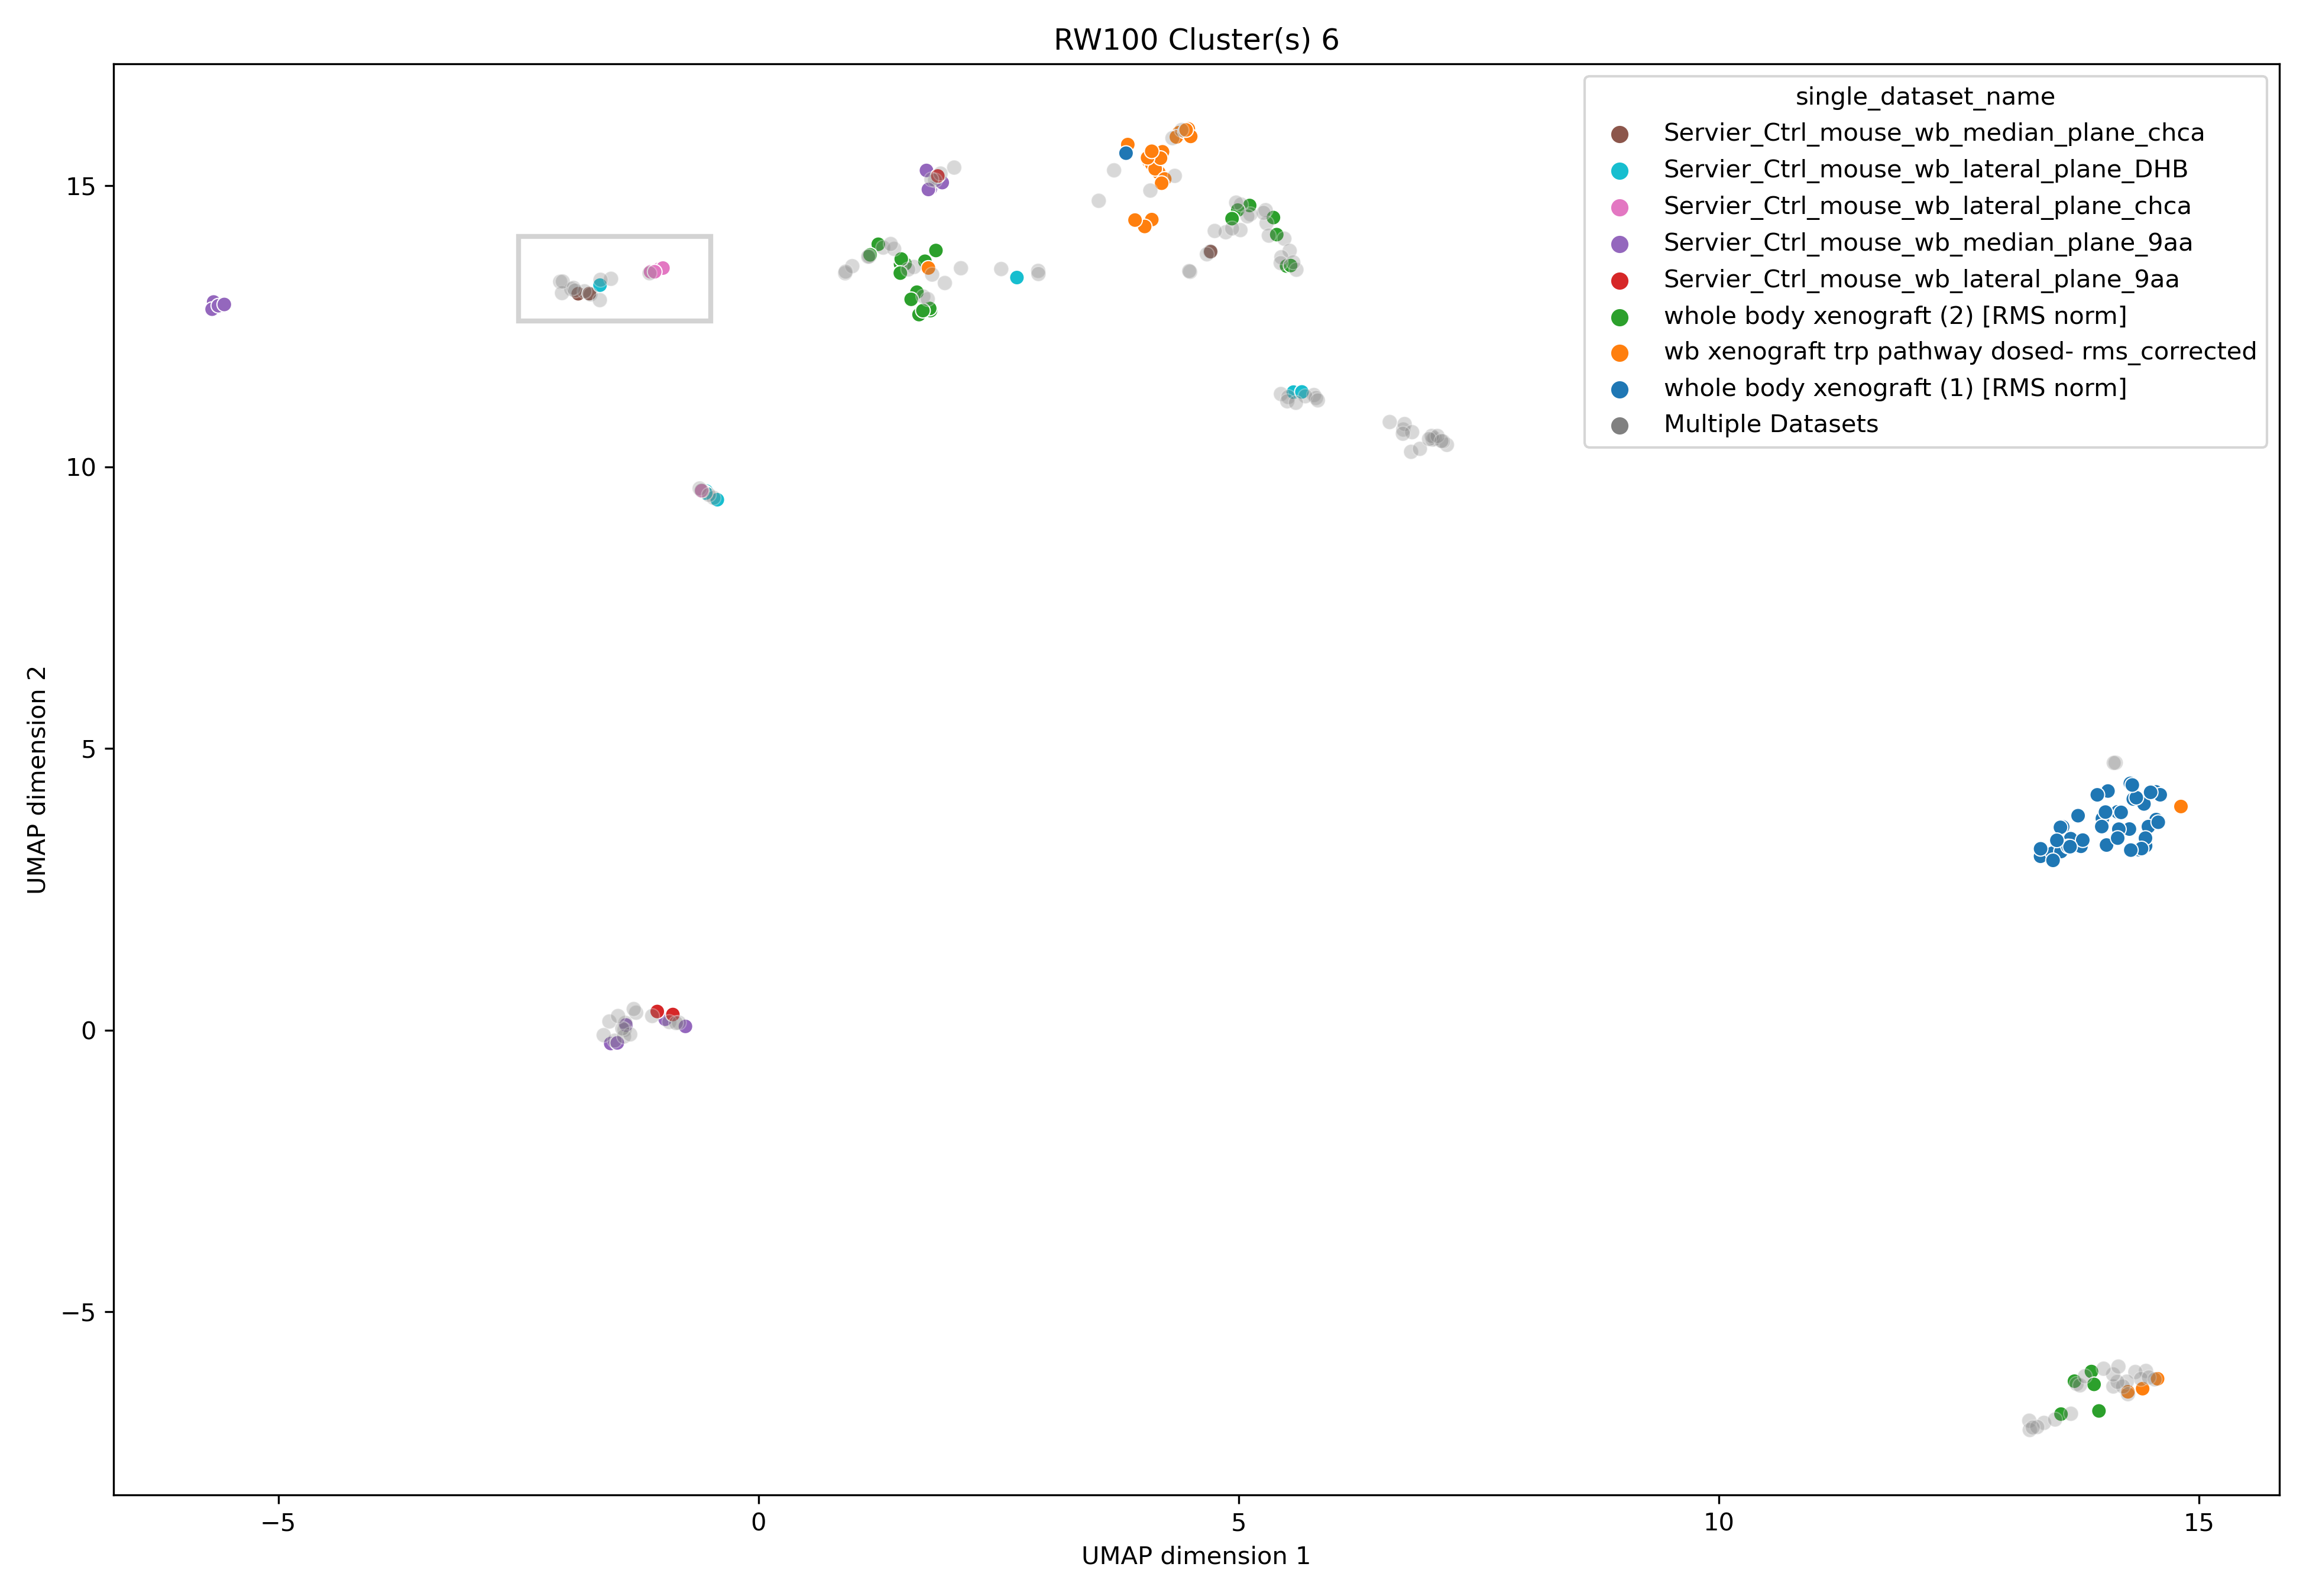 RW100 Cluster(s) 6
single_dataset_name
Servier_Ctrl_mouse_wb_median_plane_chca
Servier_Ctrl_mouse_wb_lateral_plane_DHB
Servier_Ctrl_mouse_wb_lateral_plane_chca
Servier_Ctrl_mouse_wb_median_plane_9aa
Servier_Ctrl_mouse_wb_lateral_plane_9aa
whole body xenograft (2) [RMS norm]
wb xenograft trp pathway dosed- rms_corrected
whole body xenograft (1) [RMS norm]
Multiple Datasets
UMAP dimension 2
15
10
5
0
−5
−5
0
5
10
15
UMAP dimension 1